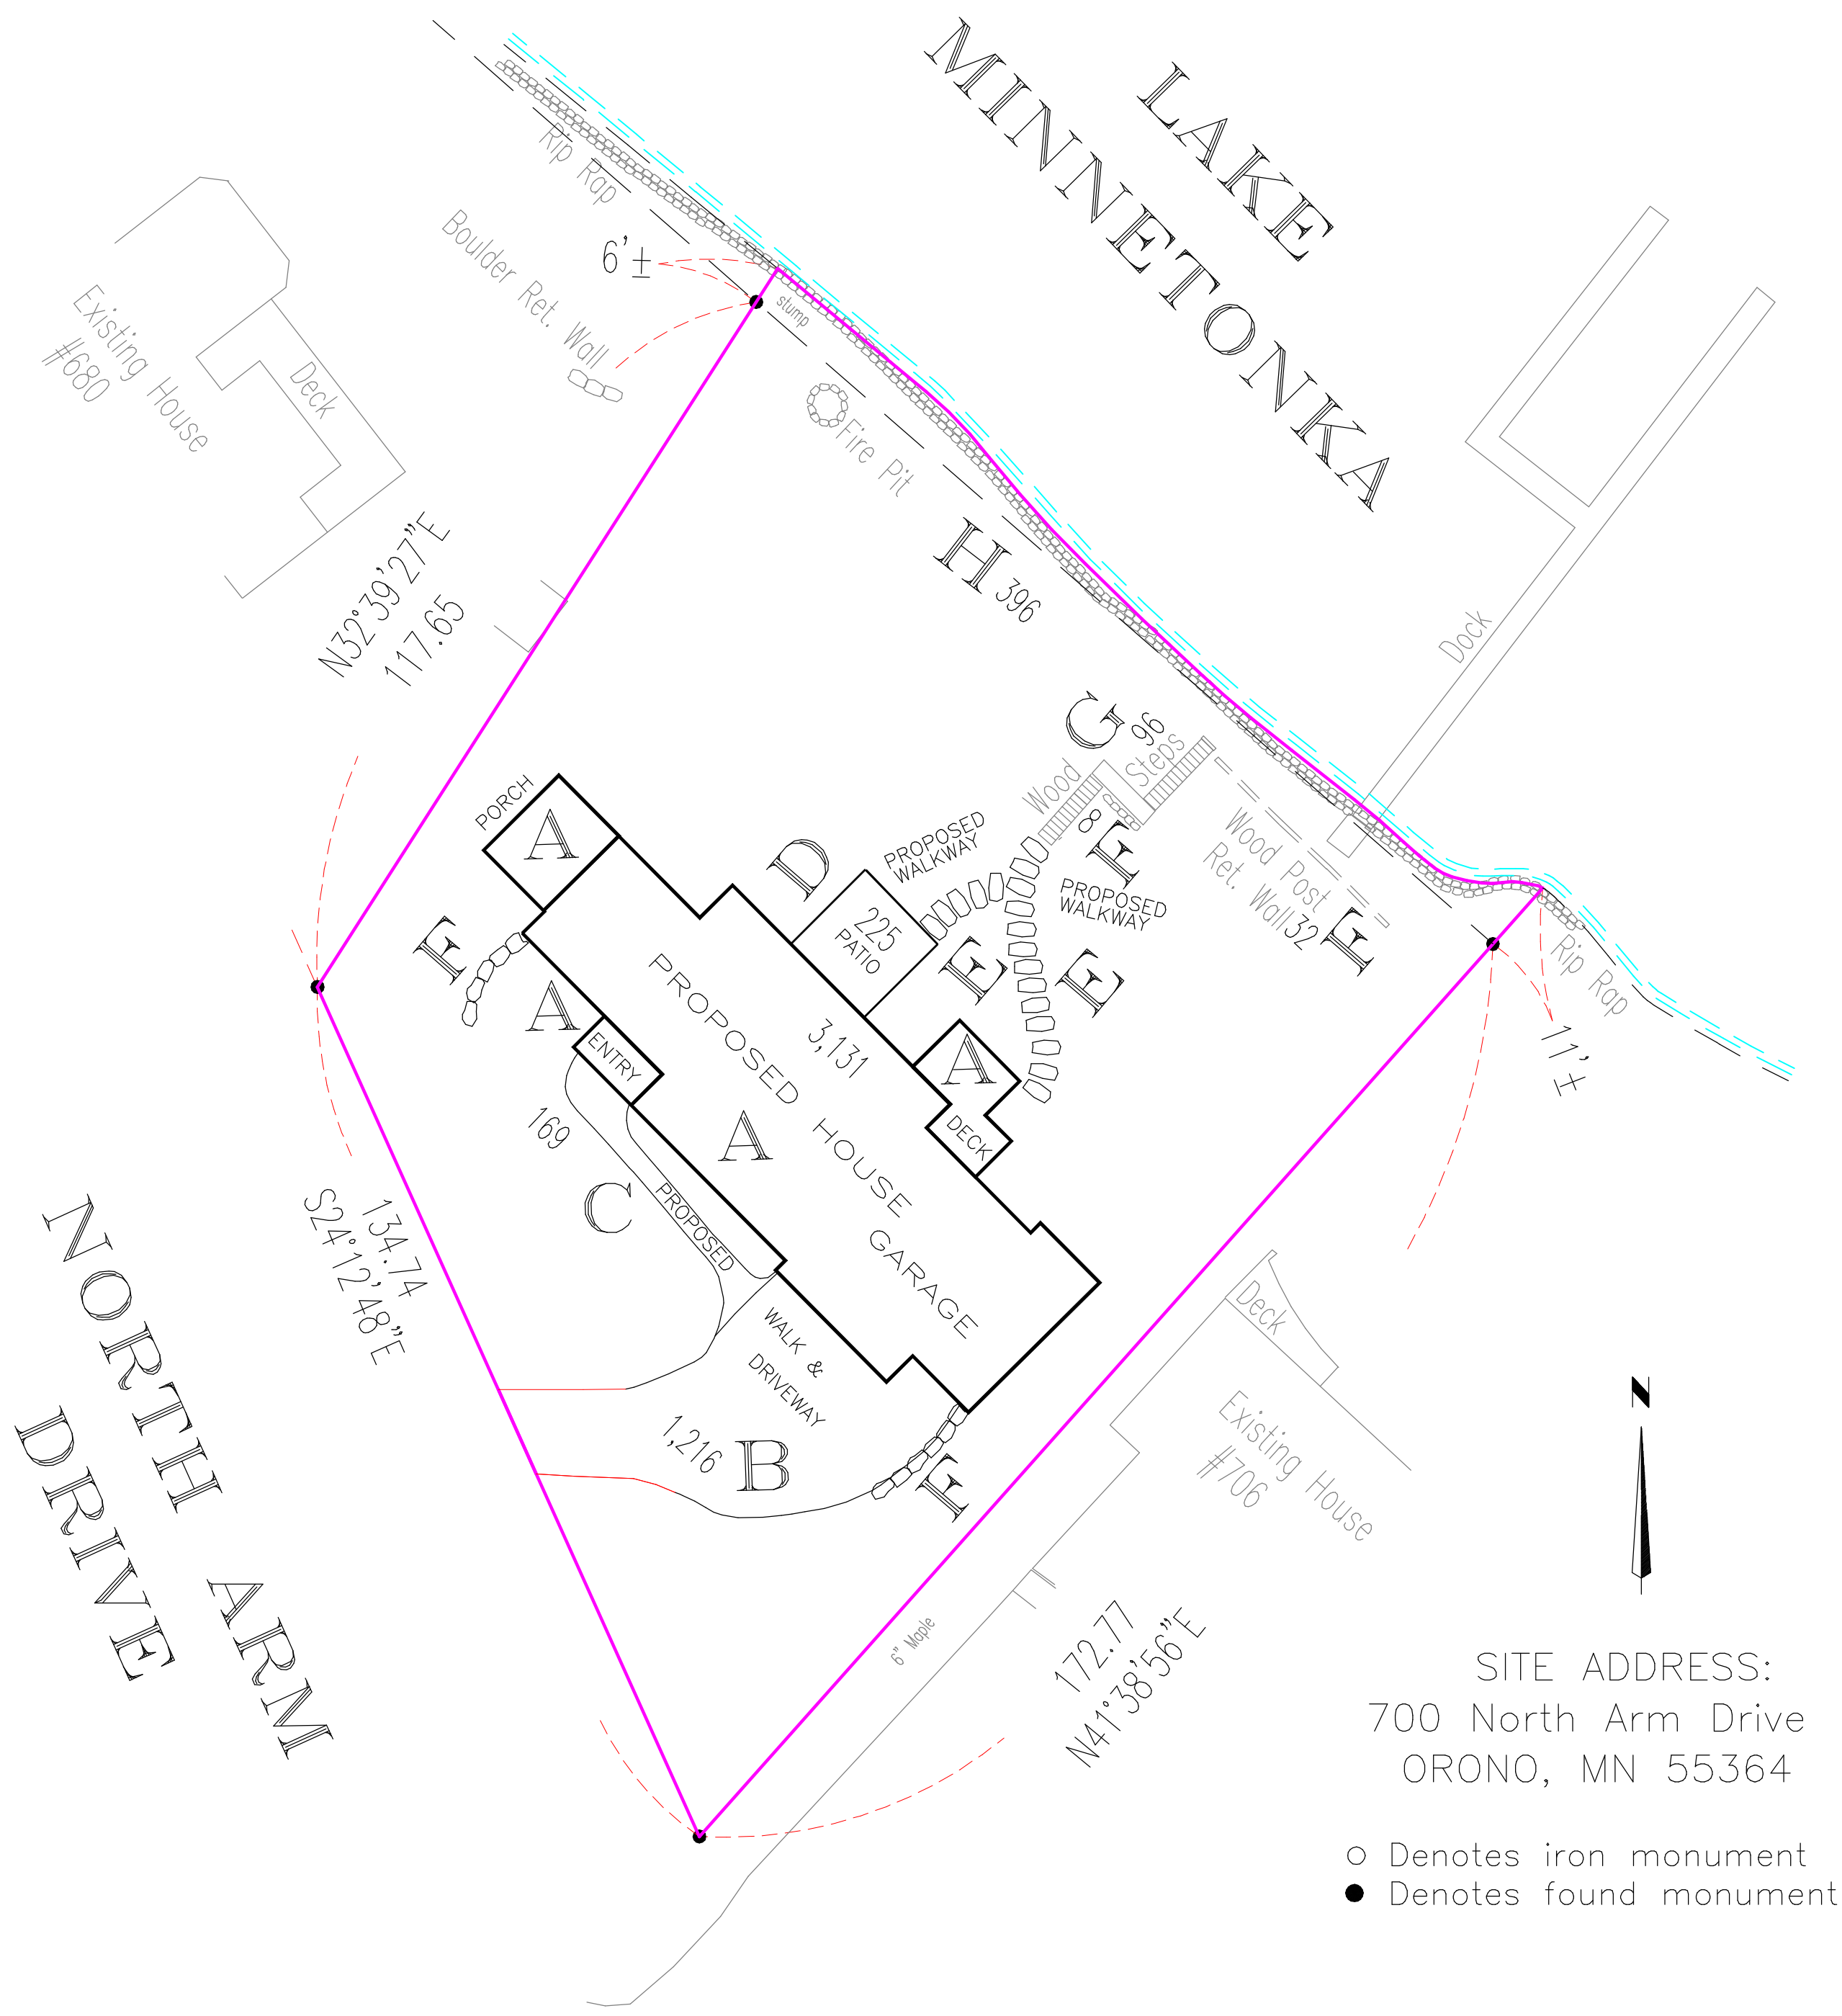 LAKE
MINNETONKA
Rip Rap
6'±
stump
Boulder Ret. Wall
Existing House
#680
Deck
Fire Pit
N32°39'27"E
117.65
H 396
Dock
G 96
Wood Steps
8 F
PORCH
A
D
PROPOSED
WALKWAY
PROPOSED
WALKWAY
Wood Post
Ret. Wall
32 F
225
PATIO
E
E
F
A
ENTRY
PROPOSED HOUSE
3,131
A
DECK
A
GARAGE
Rip Rap
11'±
169
C
PROPOSED
WALK &
DRIVEWAY
1,216
B
F
134.74
S24°12'48"E
NORTH ARM
DRIVE
Deck
Existing House
#706
6" Maple
172.77
N41°38'56"E
N
SITE ADDRESS:
700 North Arm Drive
ORONO, MN 55364
Denotes iron monument
Denotes found monument